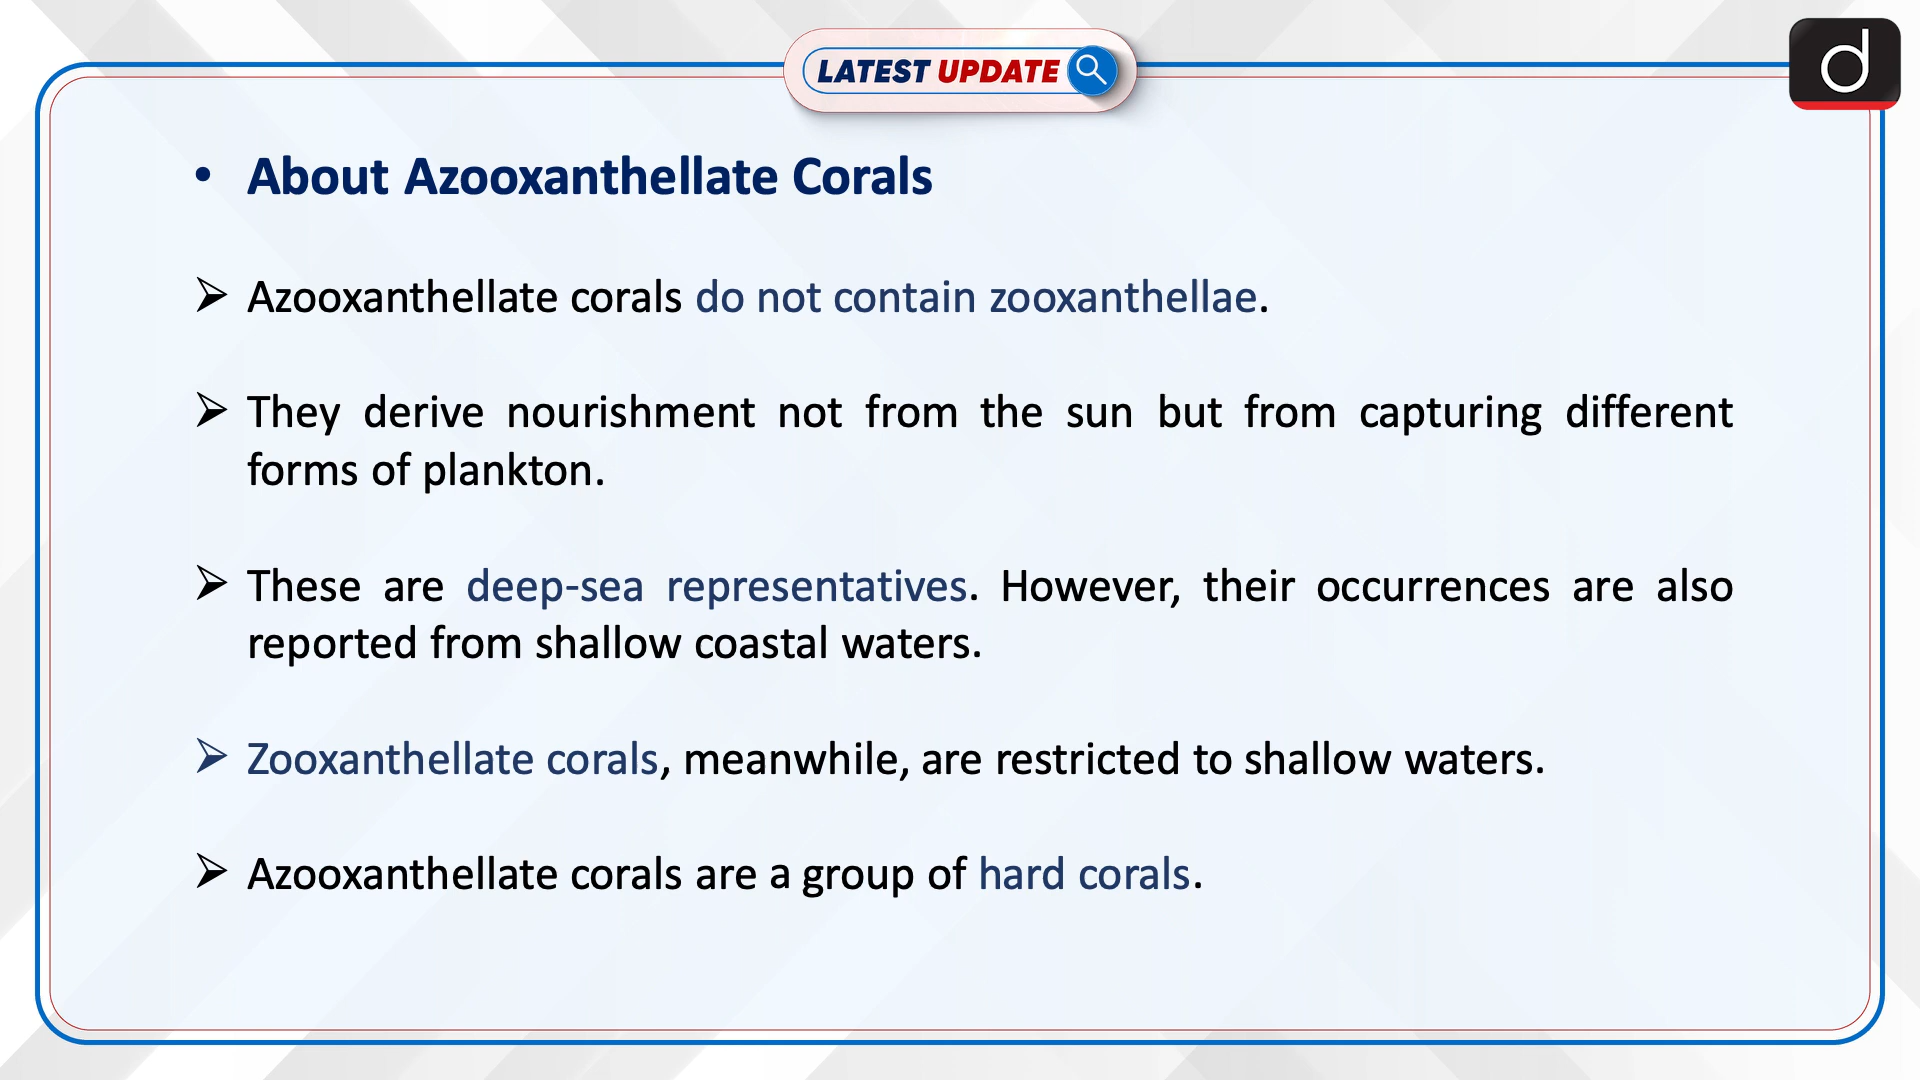 LATEST UPDATE
d
• About Azooxanthellate Corals
➢ Azooxanthellate corals do not contain zooxanthellae.
➢ They derive nourishment not from the sun but from capturing different
forms of plankton.
➢ These are deep-sea representatives. However, their occurrences are also
reported from shallow coastal waters.
➢ Zooxanthellate corals, meanwhile, are restricted to shallow waters.
➢ Azooxanthellate corals are a group of hard corals.